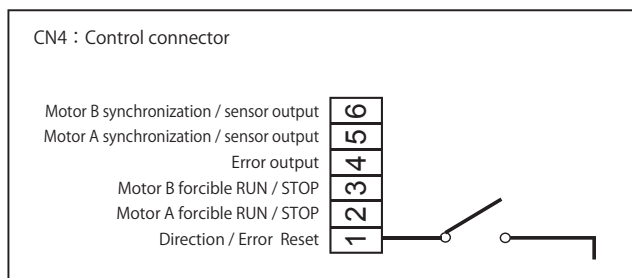 CN4：Control connector
Motor B synchronization / sensor output 6
Motor A synchronization / sensor output 5
Error output 4
Motor B forcible RUN / STOP 3
Motor A forcible RUN / STOP 2
Direction / Error Reset 1